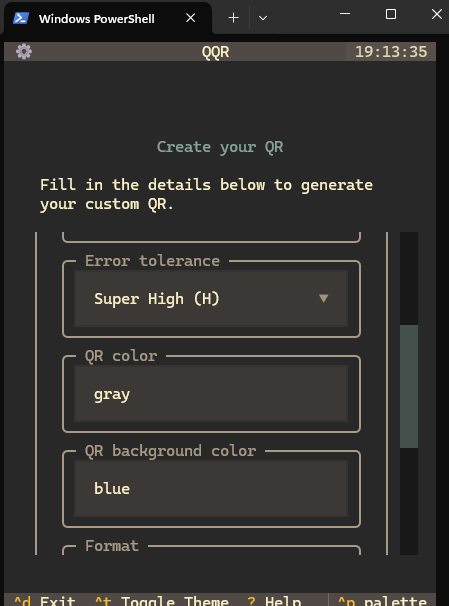 Windows PowerShell
QQR 19:13:35
Create your QR
Fill in the details below to generate
your custom QR.
Error tolerance
Super High (H)
QR color
gray
QR background color
blue
Format
^d Exit ^t Toggle Theme ? Help ^p palette